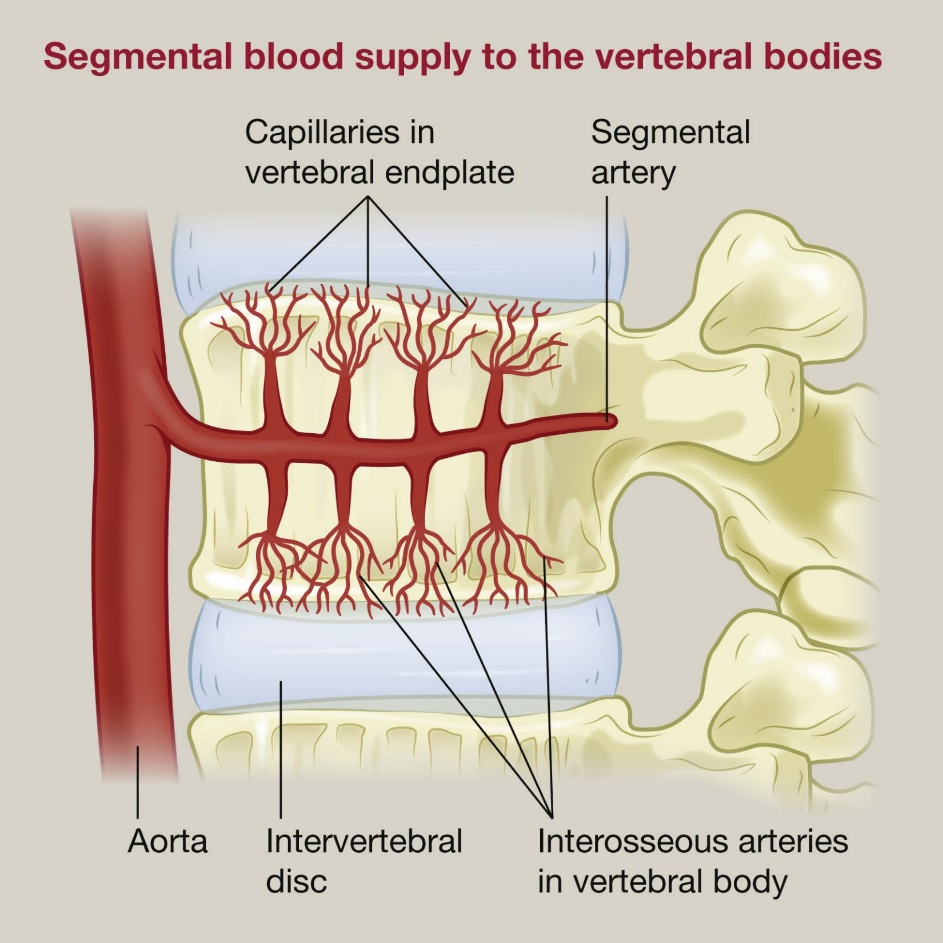 Segmental blood supply to the vertebral bodies
Capillaries in
vertebral endplate
Segmental
artery
Aorta
Intervertebral
disc
Interosseous arteries
in vertebral body